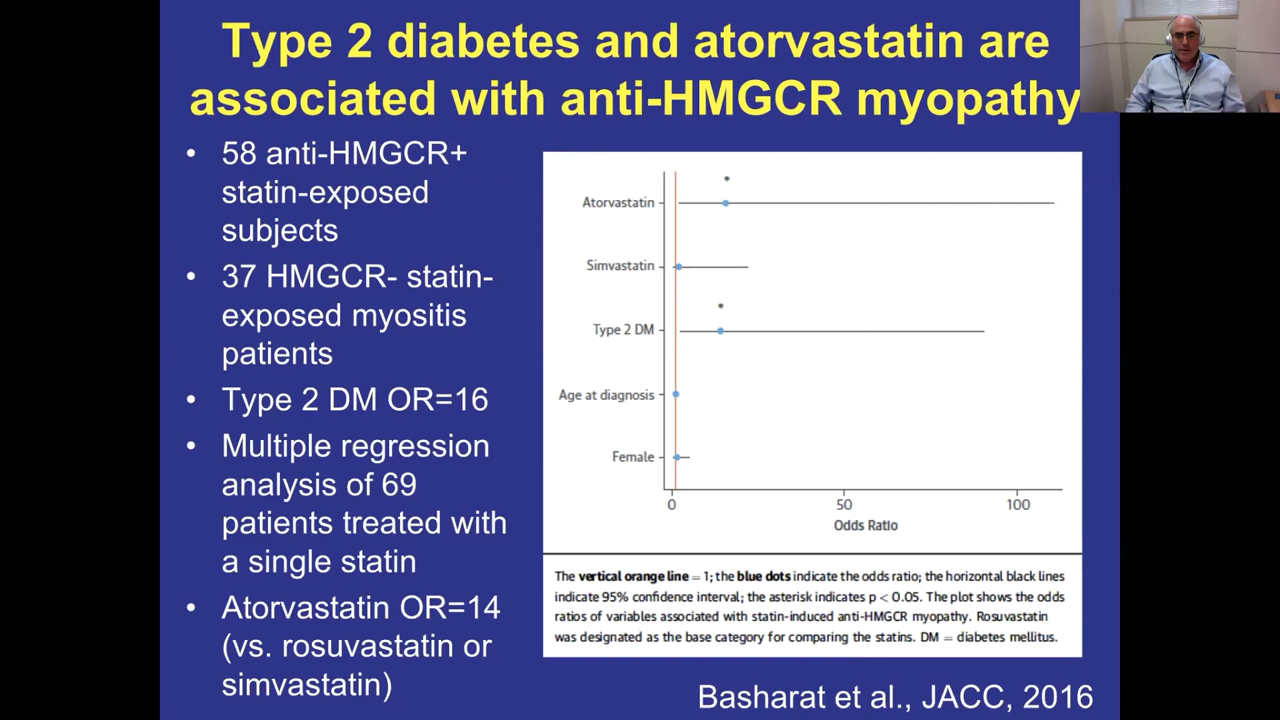 Type 2 diabetes and atorvastatin are
associated with anti-HMGCR myopathy
• 58 anti-HMGCR+
statin-exposed
subjects
• 37 HMGCR- statin-
exposed myositis
patients
• Type 2 DM OR=16
• Multiple regression
analysis of 69
patients treated with
a single statin
• Atorvastatin OR=14
(vs. rosuvastatin or
simvastatin)
*
Atorvastatin
Simvastatin
*
Type 2 DM
Age at diagnosis
Female
0 50 100
Odds Ratio
The vertical orange line = 1; the blue dots indicate the odds ratio; the horizontal black lines
indicate 95% confidence interval; the asterisk indicates p < 0.05. The plot shows the odds
ratios of variables associated with statin-induced anti-HMGCR myopathy. Rosuvastatin
was designated as the base category for comparing the statins. DM = diabetes mellitus.
Basharat et al., JACC, 2016